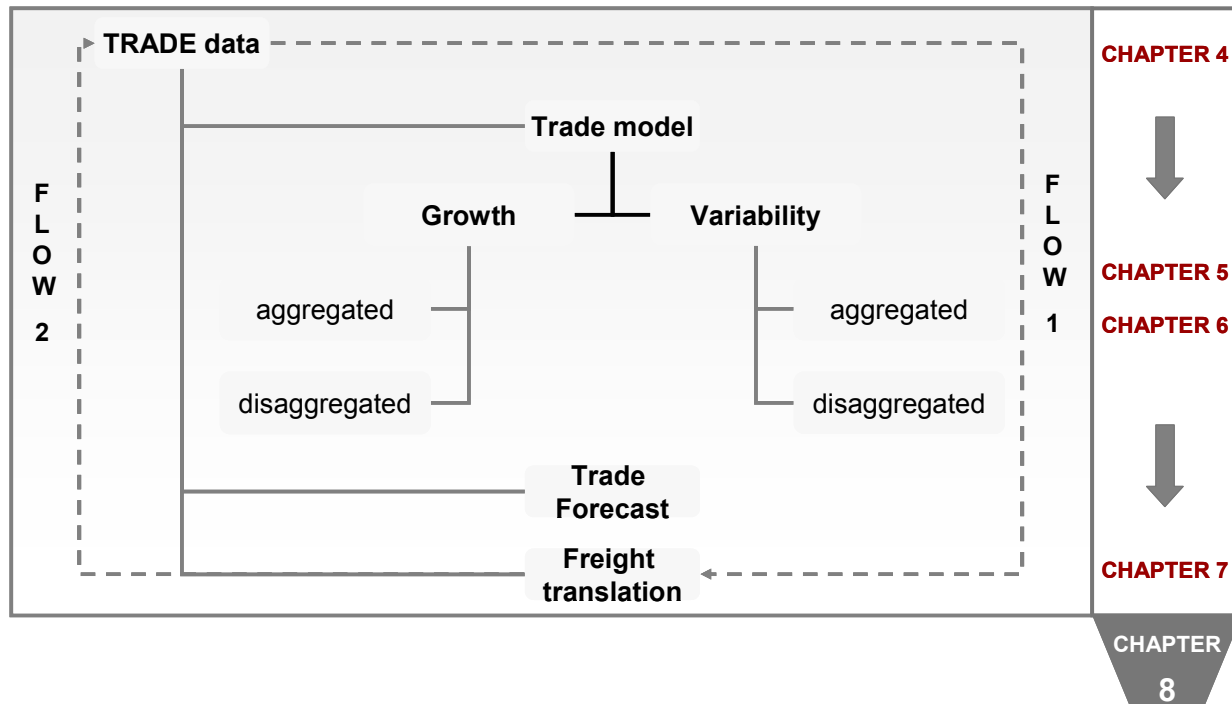 TRADE data
CHAPTER 4
Trade model
F
L
O
W
2
Growth
Variability
F
L
O
W
1
CHAPTER 5
aggregated
aggregated
CHAPTER 6
disaggregated
disaggregated
Trade
Forecast
Freight
translation
CHAPTER 7
CHAPTER
8